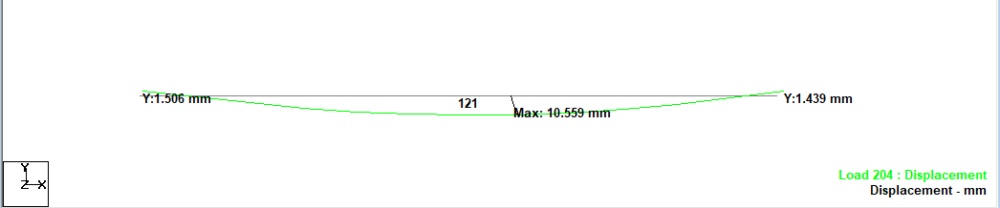 Y:1.506 mm
121
Max: 10.559 mm
Y:1.439 mm
Load 204 : Displacement
Displacement - mm
Y
Z X